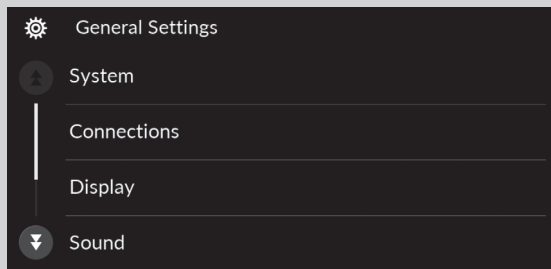 General Settings
System
Connections
Display
Sound